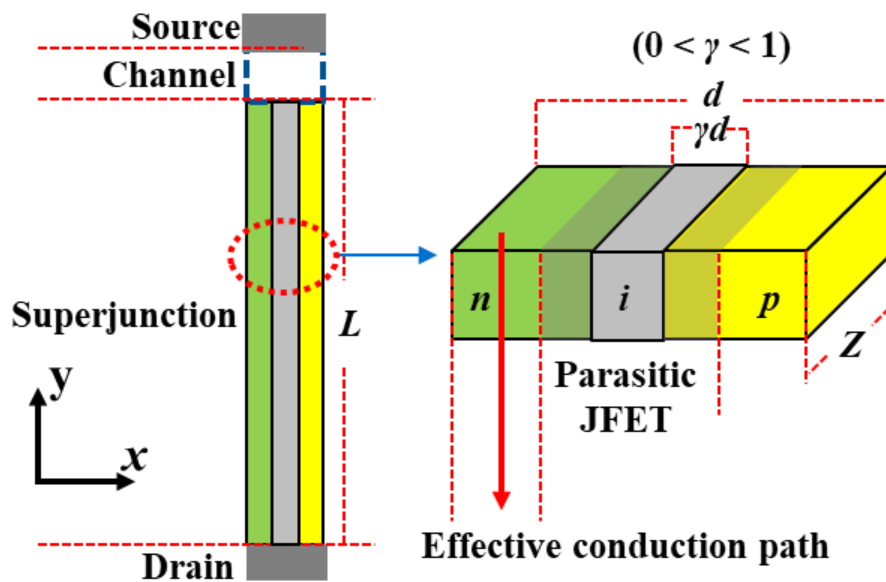 Source
Channel
Superjunction
L
y
x
Drain
(0 < γ < 1)
d
γd
n
i
p
Z
Parasitic
JFET
Effective conduction path